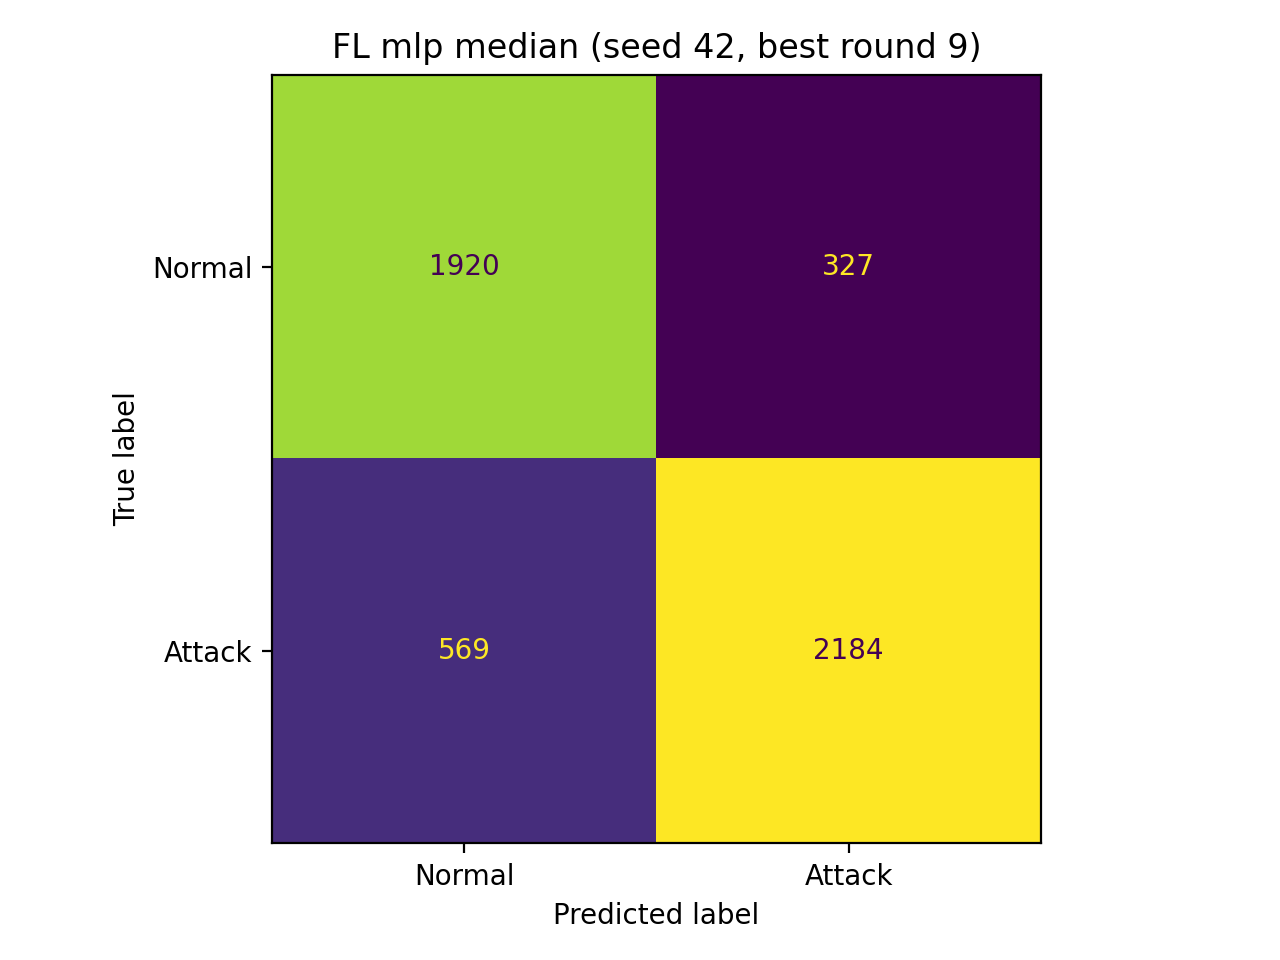 FL mlp median (seed 42, best round 9)
Normal
1920
327
True label
Attack
569
2184
Normal
Attack
Predicted label